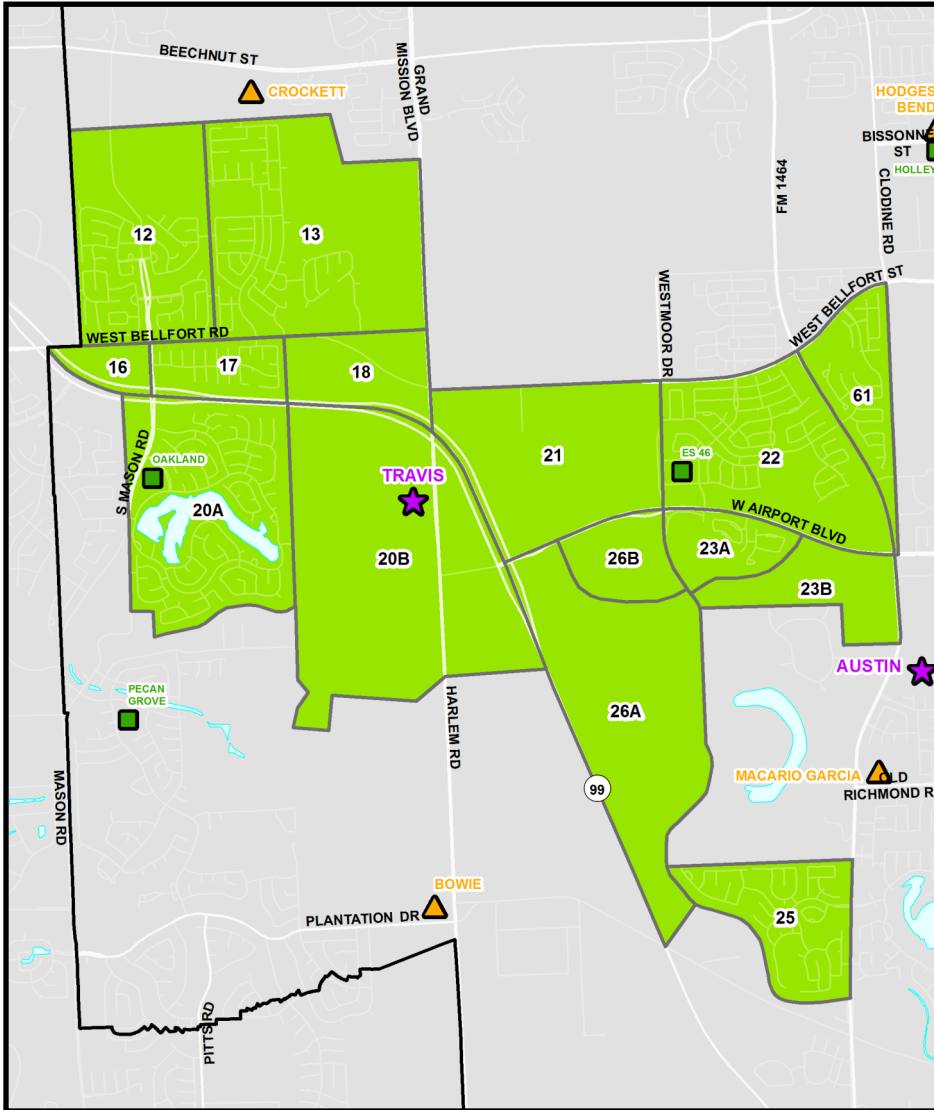 BEECHNUT ST
CROCKETT
GRAND
MISSION BLVD
HODGES
BEND
BISSONNE
ST
HOLLEY
FM 1464
CLODINE RD
12
13
WESTMOOR DR
WEST BELLFORT ST
WEST BELLFORT RD
16
17
18
61
S MASON RD
OAKLAND
TRAVIS
21
ES 46
22
20A
W AIRPORT BLVD
20B
26B
23A
23B
AUSTIN
PECAN
GROVE
HARLEM RD
26A
MASON RD
99
MACARIO GARCIA
OLD
RICHMOND R
BOWIE
PLANTATION DR
25
PITTS RD